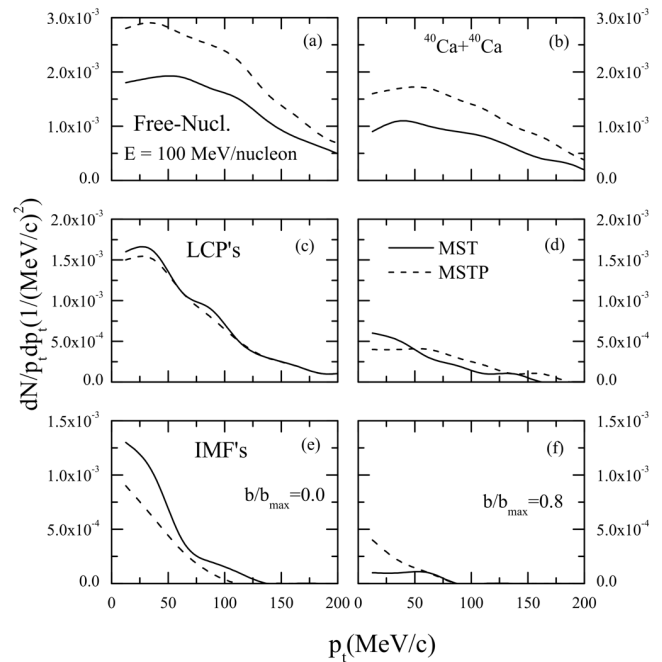 3.0x10⁻³ (a) ⁴⁰Ca+⁴⁰Ca (b) 3.0x10⁻³
2.0x10⁻³ 2.0x10⁻³
1.0x10⁻³ Free-Nucl. 1.0x10⁻³
E = 100 MeV/nucleon
0.0 0.0
dN/pₜdpₜ(1/(MeV/c)²)
2.0x10⁻³ LCP's (c) MST (d) 2.0x10⁻³
1.5x10⁻³ MSTP 1.5x10⁻³
1.0x10⁻³ 1.0x10⁻³
5.0x10⁻⁴ 5.0x10⁻⁴
0.0 0.0
1.5x10⁻³ IMF's (e) (f) 1.5x10⁻³
1.0x10⁻³ 1.0x10⁻³
b/bₘₐₓ=0.0 b/bₘₐₓ=0.8
5.0x10⁻⁴ 5.0x10⁻⁴
0.0 0.0
0 50 100 150 200 0 50 100 150 200
pₜ(MeV/c)